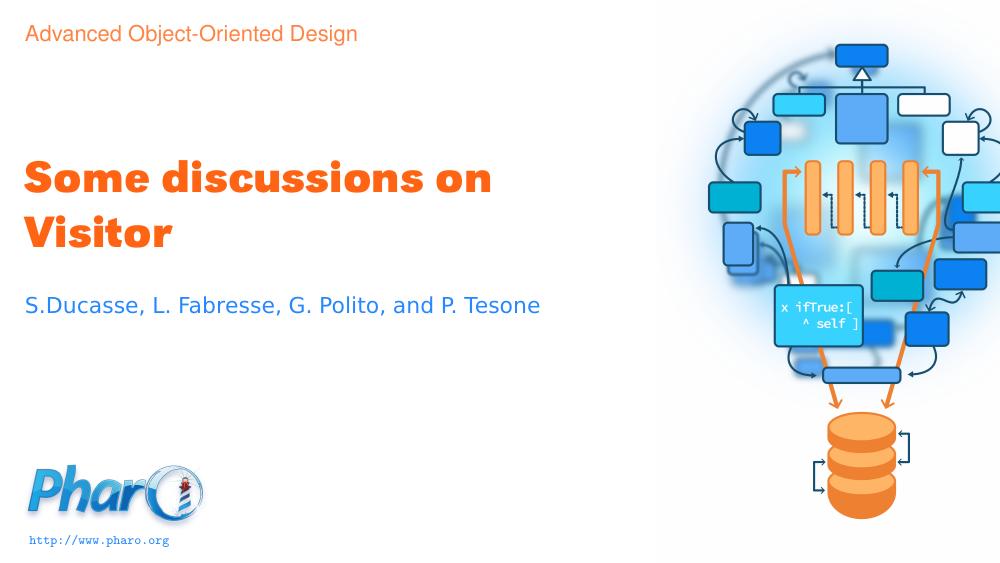 Advanced Object-Oriented Design
Some discussions on
Visitor
S.Ducasse, L. Fabresse, G. Polito, and P. Tesone
x ifTrue:[
^ self ]
Pharo
http://www.pharo.org